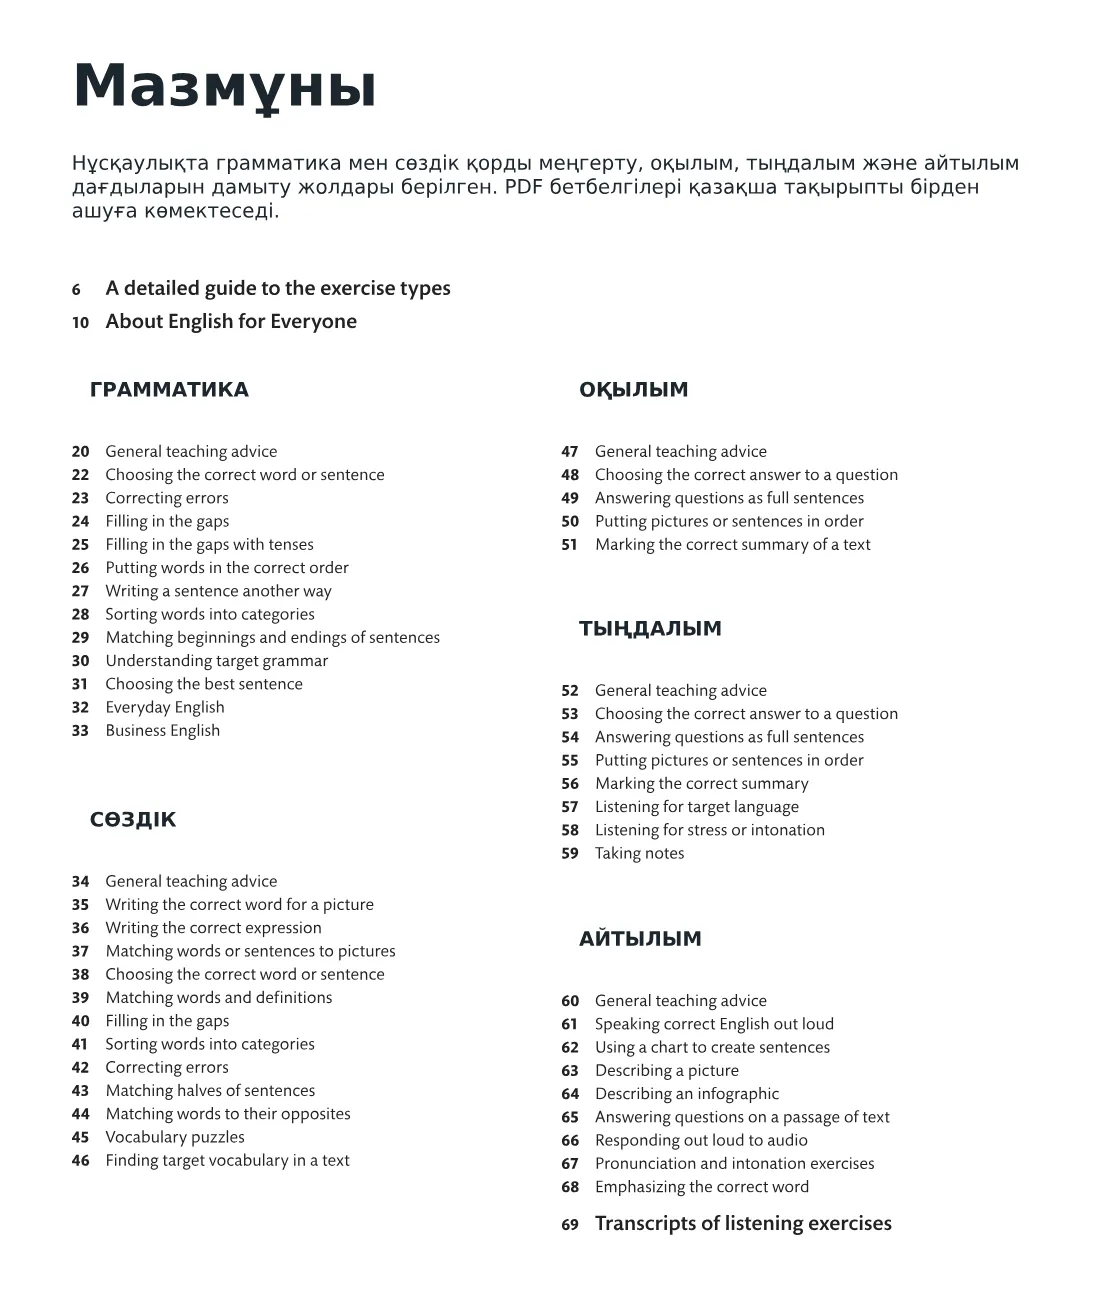 Мазмұны
Нұсқаулықта грамматика мен сөздік қорды меңгерту, оқылым, тыңдалым және айтылым
дағдыларын дамыту жолдары берілген. PDF бетбелгілері қазақша тақырыпты бірден
ашуға көмектеседі.
6 A detailed guide to the exercise types
10 About English for Everyone
ГРАММАТИКА
20 General teaching advice
22 Choosing the correct word or sentence
23 Correcting errors
24 Filling in the gaps
25 Filling in the gaps with tenses
26 Putting words in the correct order
27 Writing a sentence another way
28 Sorting words into categories
29 Matching beginnings and endings of sentences
30 Understanding target grammar
31 Choosing the best sentence
32 Everyday English
33 Business English
СӨЗДІК
34 General teaching advice
35 Writing the correct word for a picture
36 Writing the correct expression
37 Matching words or sentences to pictures
38 Choosing the correct word or sentence
39 Matching words and definitions
40 Filling in the gaps
41 Sorting words into categories
42 Correcting errors
43 Matching halves of sentences
44 Matching words to their opposites
45 Vocabulary puzzles
46 Finding target vocabulary in a text
ОҚЫЛЫМ
47 General teaching advice
48 Choosing the correct answer to a question
49 Answering questions as full sentences
50 Putting pictures or sentences in order
51 Marking the correct summary of a text
ТЫҢДАЛЫМ
52 General teaching advice
53 Choosing the correct answer to a question
54 Answering questions as full sentences
55 Putting pictures or sentences in order
56 Marking the correct summary
57 Listening for target language
58 Listening for stress or intonation
59 Taking notes
АЙТЫЛЫМ
60 General teaching advice
61 Speaking correct English out loud
62 Using a chart to create sentences
63 Describing a picture
64 Describing an infographic
65 Answering questions on a passage of text
66 Responding out loud to audio
67 Pronunciation and intonation exercises
68 Emphasizing the correct word
69 Transcripts of listening exercises